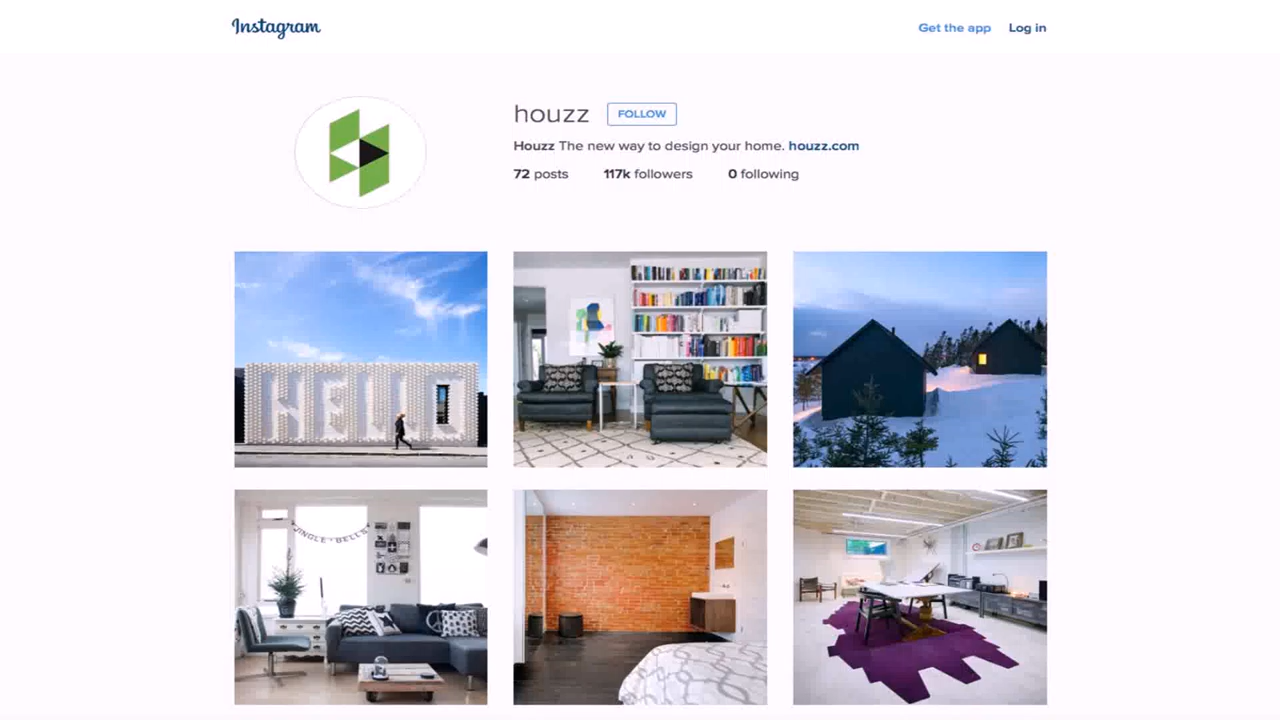 Instagram
Get the app Log in
houzz FOLLOW
Houzz The new way to design your home. houzz.com
72 posts 117k followers 0 following
HELLO
JINGLE BELLS